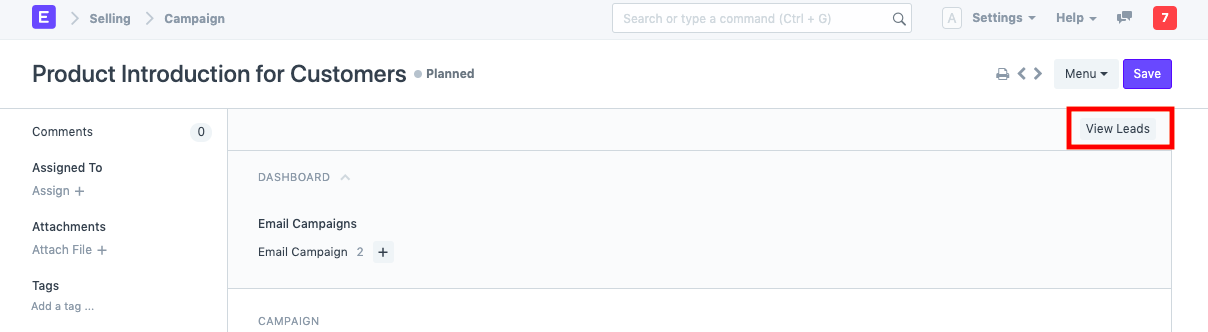 E Selling Campaign Search or type a command (Ctrl + G) A Settings Help 7
Product Introduction for Customers Planned Menu Save
Comments 0 View Leads
Assigned To
Assign +
DASHBOARD
Attachments
Attach File +
Email Campaigns
Email Campaign 2 +
Tags
Add a tag ...
CAMPAIGN